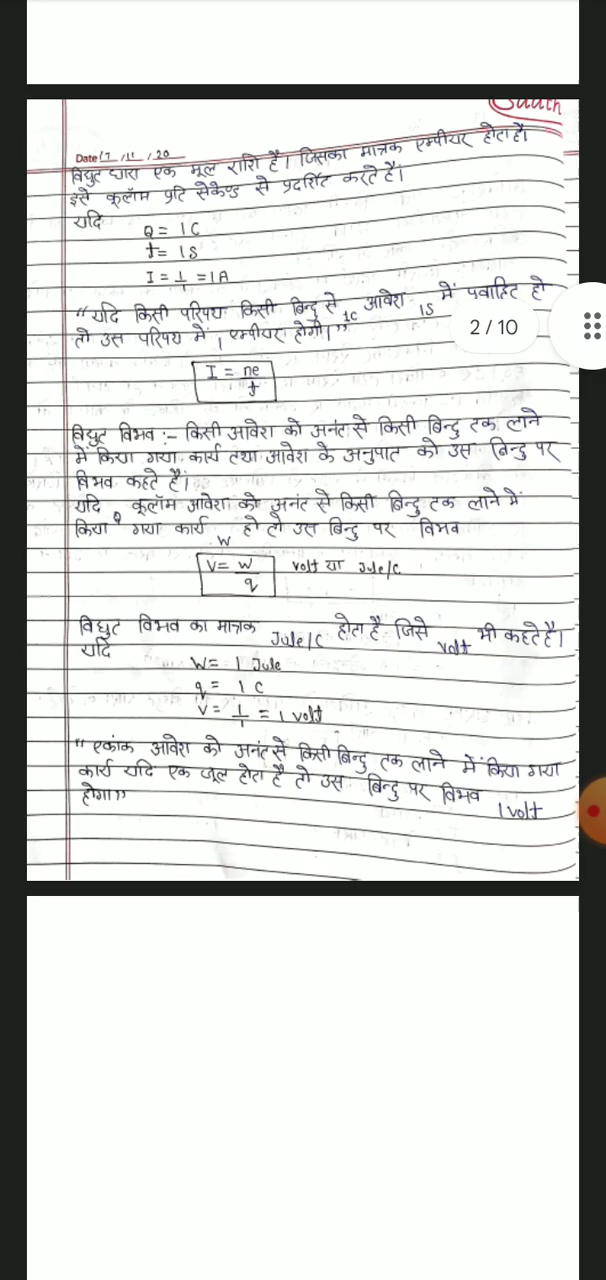 Saath
Date 17 / 11 / 20
विद्युत धारा एक मूल राशि है। जिसका मात्रक एम्पीयर होता है।
इसे कूलॉम प्रति सेकेण्ड से प्रदर्शित करते है।
यदि
Q = 1C
t = 1S
I = 1/1 = 1A
"यदि किसी परिपथ किसी बिन्दु से 1C आवेश 1S में पवाहित हो
तो उस परिपथ में 1 एम्पीयर होगी।"
2 / 10
I = ne/t
विद्युत विभव :- किसी आवेश को अनंत से किसी बिन्दु तक लाने
में किया गया कार्य तथा आवेश के अनुपात को उस बिन्दु पर
विभव कहते है।
यदि Q कूलॉम आवेश को अनंत से किसी बिन्दु तक लाने में
किया गया कार्य W हो तो उस बिन्दु पर विभव
V = W/q volt या Jule/C
विद्युत विभव का मात्रक Jule/C होता है जिसे volt भी कहते है।
यदि
W = 1 Jule
q = 1 C
V = 1/1 = 1 volt
"एकांक आवेश को अनंत से किसी बिन्दु तक लाने में किया गया
कार्य यदि एक जूल होता है तो उस बिन्दु पर विभव 1 volt
होगा"